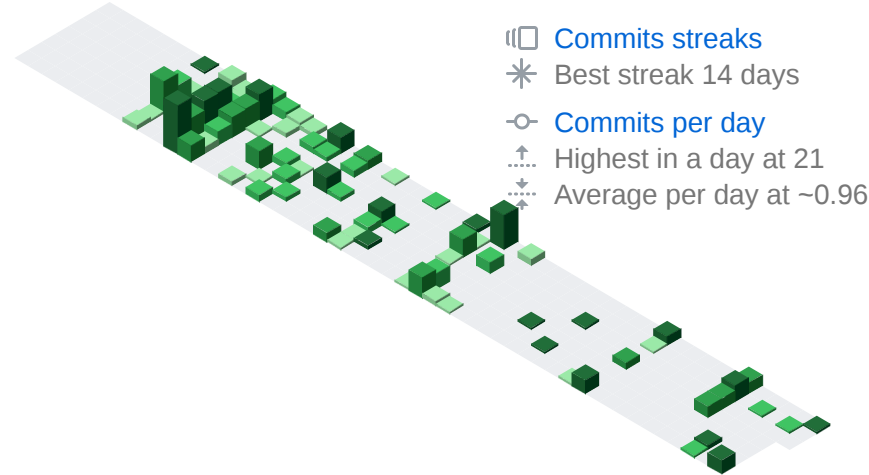 Commits streaks
Best streak 14 days
Commits per day
Highest in a day at 21
Average per day at ~0.96